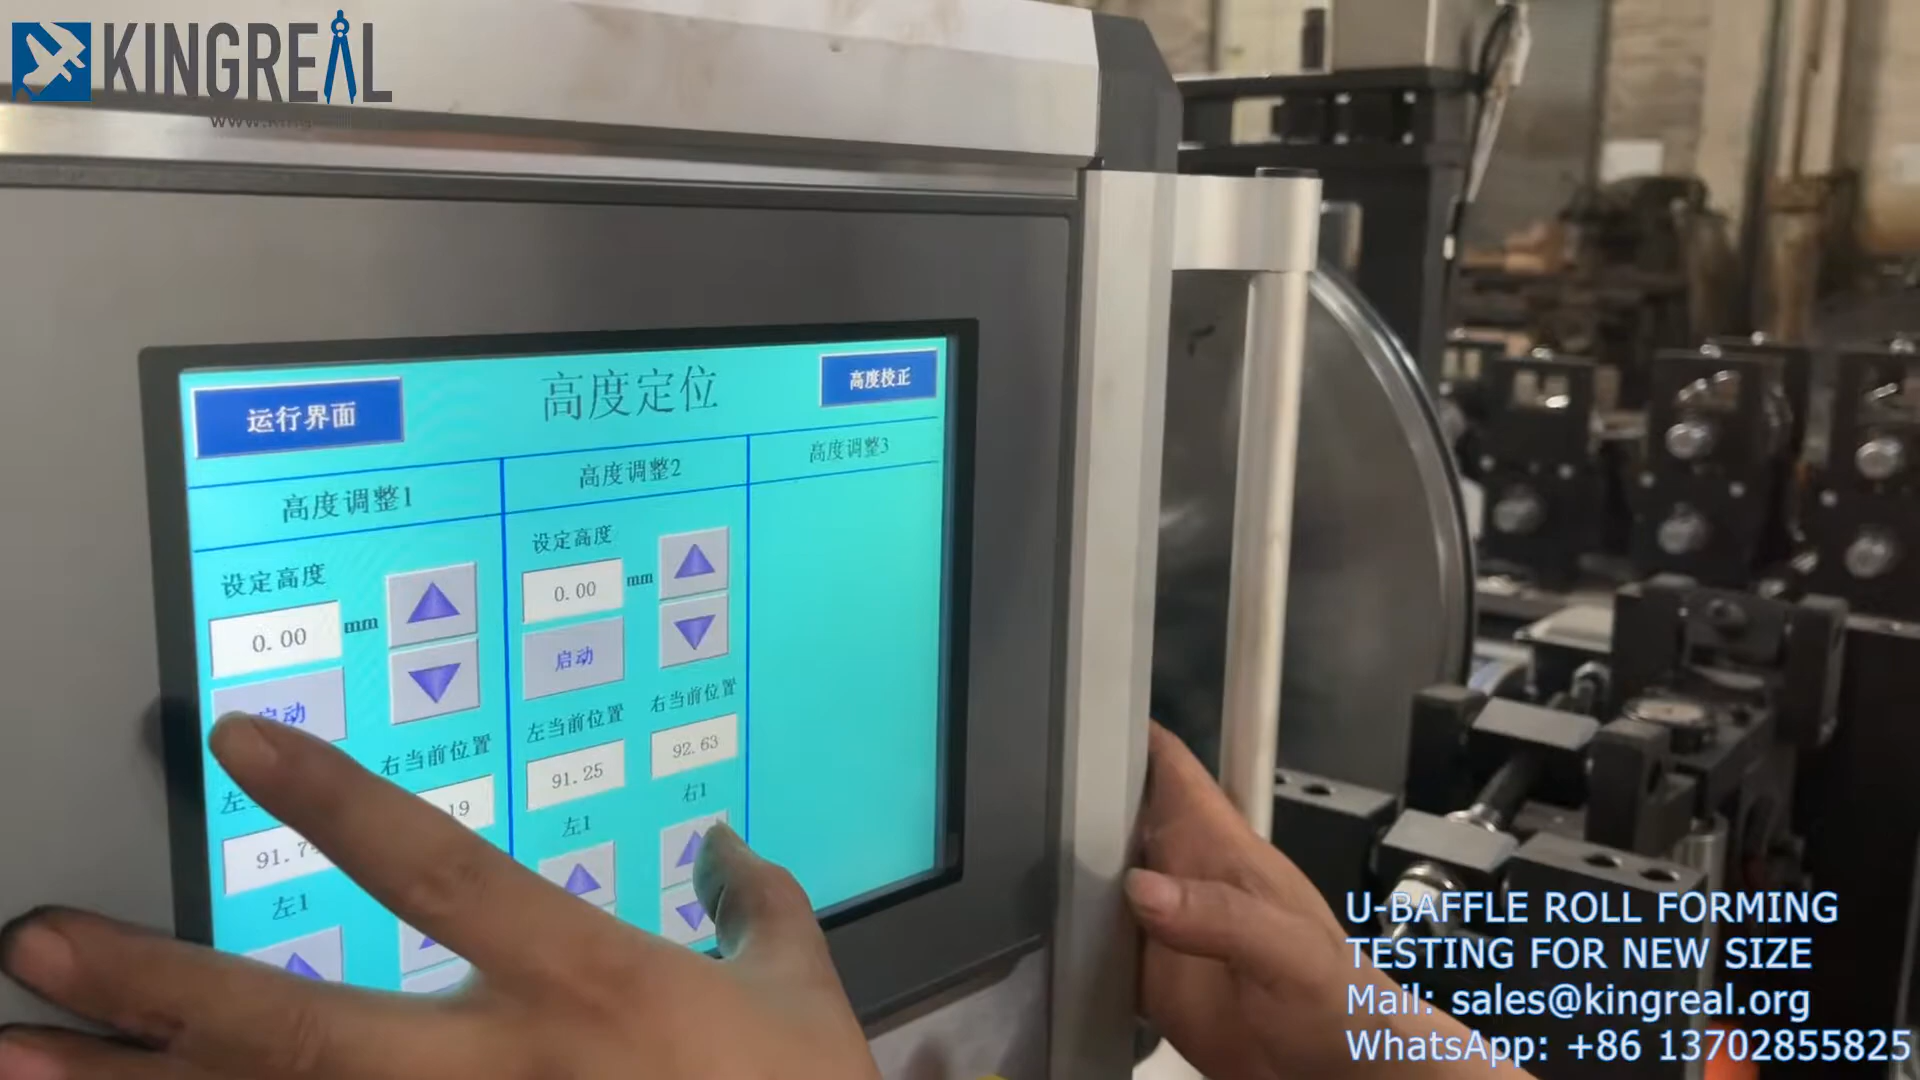 KINGREAL
www.king
运行界面
高度定位
高度校正
高度调整1
高度调整2
高度调整3
设定高度
0.00 mm
启动
右当前位置
19
左
91.7
左1
设定高度
0.00 mm
启动
左当前位置
右当前位置
91.25
92.63
左1
右1
U-BAFFLE ROLL FORMING
TESTING FOR NEW SIZE
Mail: sales@kingreal.org
WhatsApp: +86 13702855825